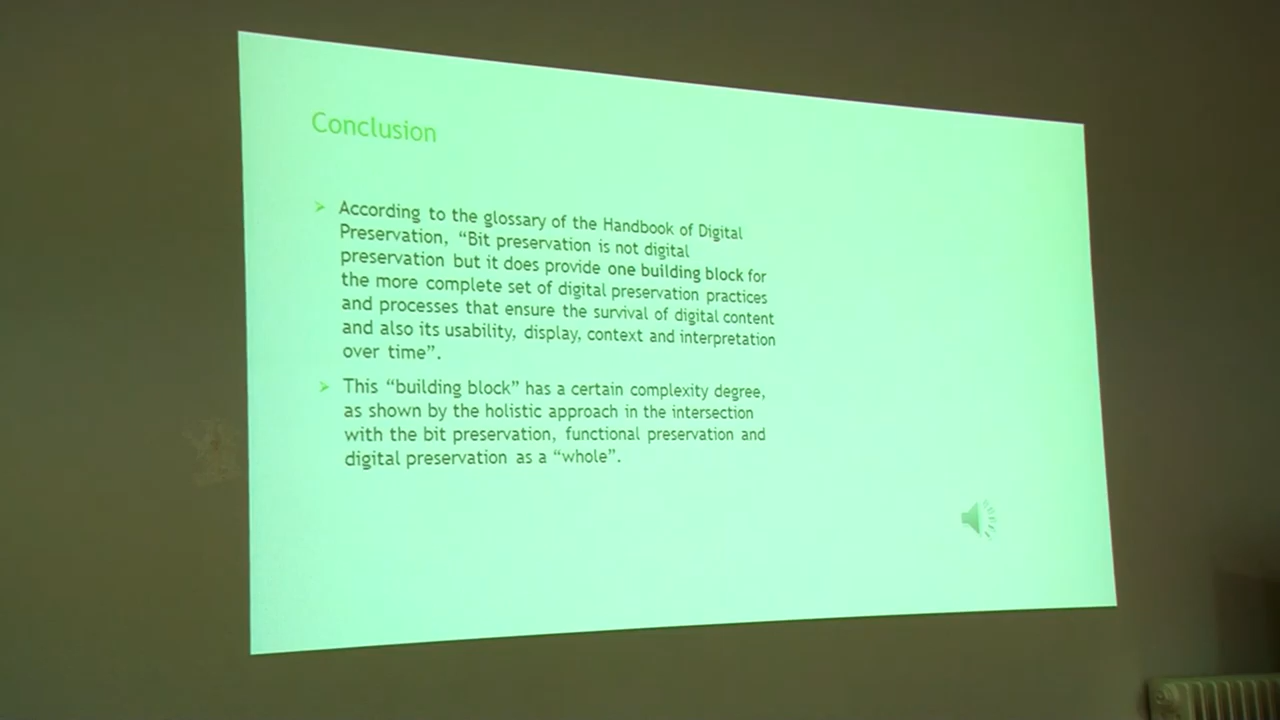 Conclusion
According to the glossary of the Handbook of Digital
Preservation, “Bit preservation is not digital
preservation but it does provide one building block for
the more complete set of digital preservation practices
and processes that ensure the survival of digital content
and also its usability, display, context and interpretation
over time”.
This “building block” has a certain complexity degree,
as shown by the holistic approach in the intersection
with the bit preservation, functional preservation and
digital preservation as a “whole”.